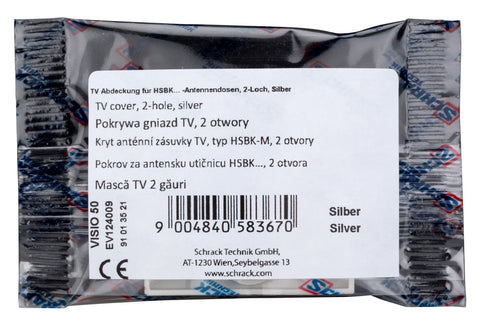 TV Abdeckung für HSBK... -Antennendosen, 2-Loch, Silber
TV cover, 2-hole, silver
Pokrywa gniazd TV, 2 otwory
Kryt anténní zásuvky TV, typ HSBK-M, 2 otvory
Pokrov za antensku utičnicu HSBK..., 2 otvora
Mască TV 2 găuri
VISIO 50
EV124009
91 01 35 21
9 004840 583670
Silber
Silver
CE
Schrack Technik GmbH,
AT-1230 Wien,Seybelgasse 13
www.schrack.com